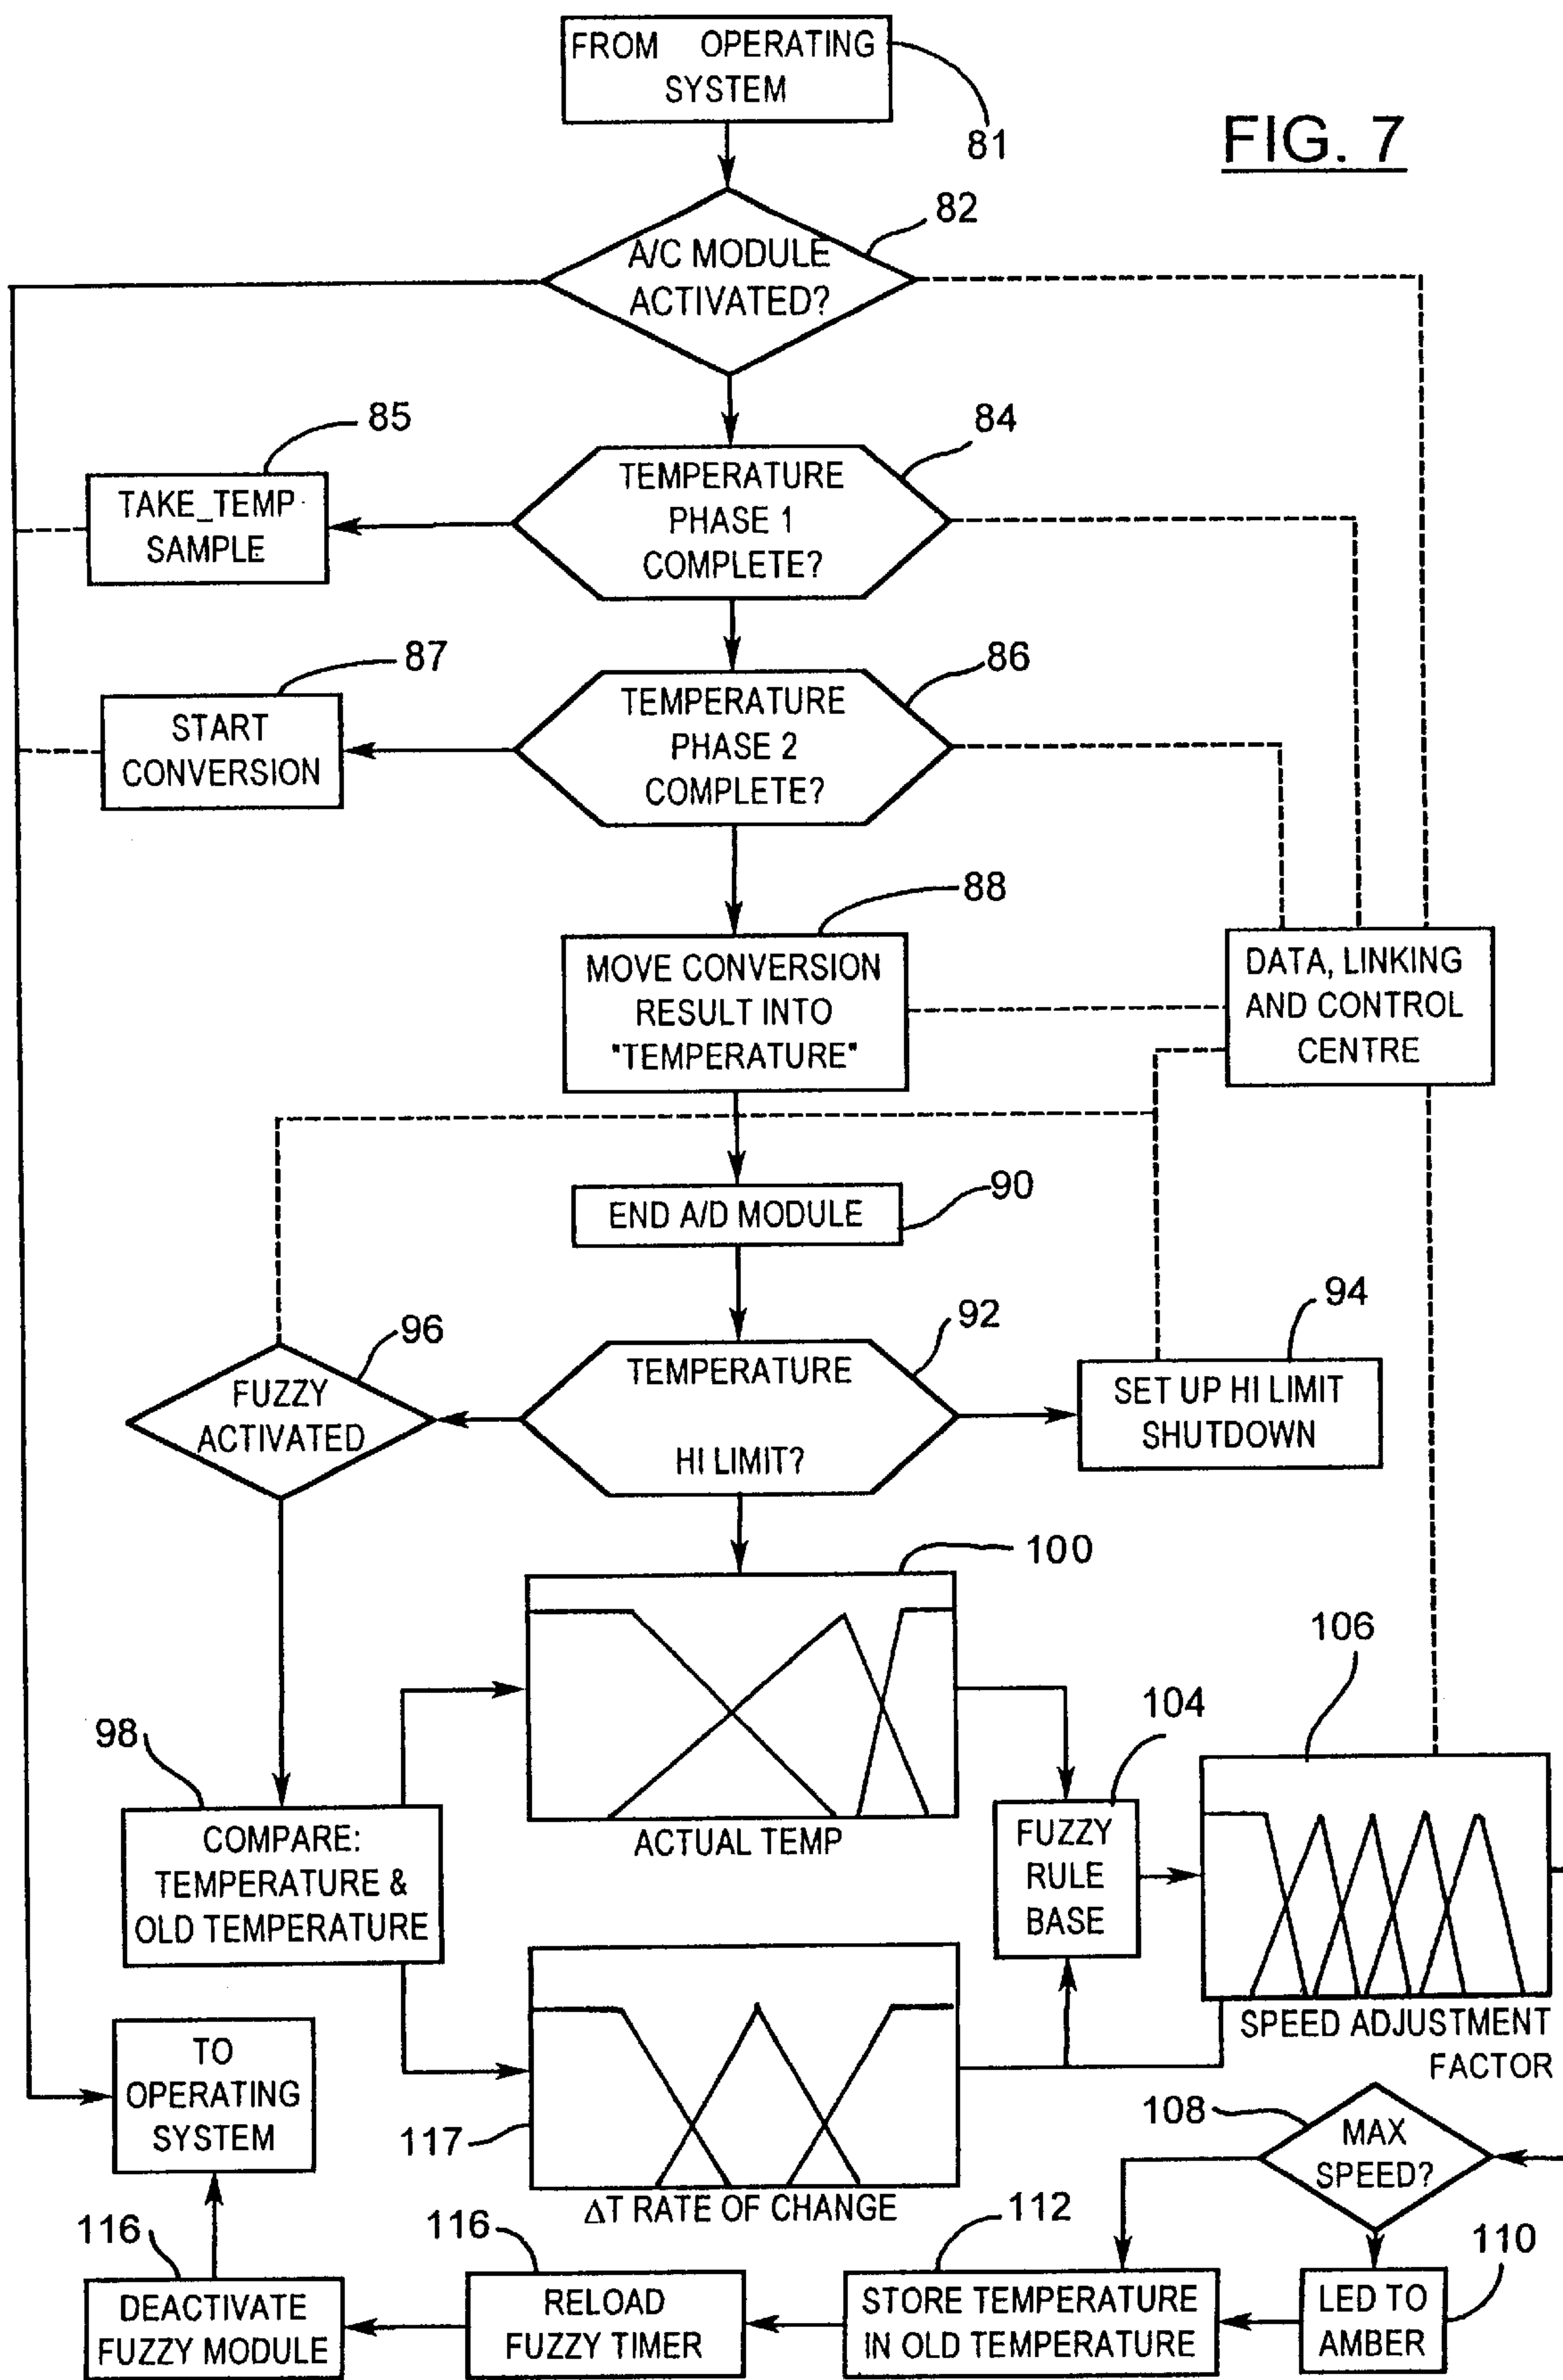 FROM OPERATING
SYSTEM
81
FIG. 7
82
A/C MODULE
ACTIVATED?
85
84
TAKE_TEMP
SAMPLE
TEMPERATURE
PHASE 1
COMPLETE?
87
86
START
CONVERSION
TEMPERATURE
PHASE 2
COMPLETE?
88
MOVE CONVERSION
RESULT INTO
"TEMPERATURE"
DATA, LINKING
AND CONTROL
CENTRE
90
END A/D MODULE
96
92
94
FUZZY
ACTIVATED
TEMPERATURE
HI LIMIT?
SET UP HI LIMIT
SHUTDOWN
100
106
98
104
COMPARE:
TEMPERATURE &
OLD TEMPERATURE
ACTUAL TEMP
FUZZY
RULE
BASE
SPEED ADJUSTMENT
FACTOR
TO
OPERATING
SYSTEM
117
ΔT RATE OF CHANGE
108
MAX
SPEED?
116
116
112
110
DEACTIVATE
FUZZY MODULE
RELOAD
FUZZY TIMER
STORE TEMPERATURE
IN OLD TEMPERATURE
LED TO
AMBER